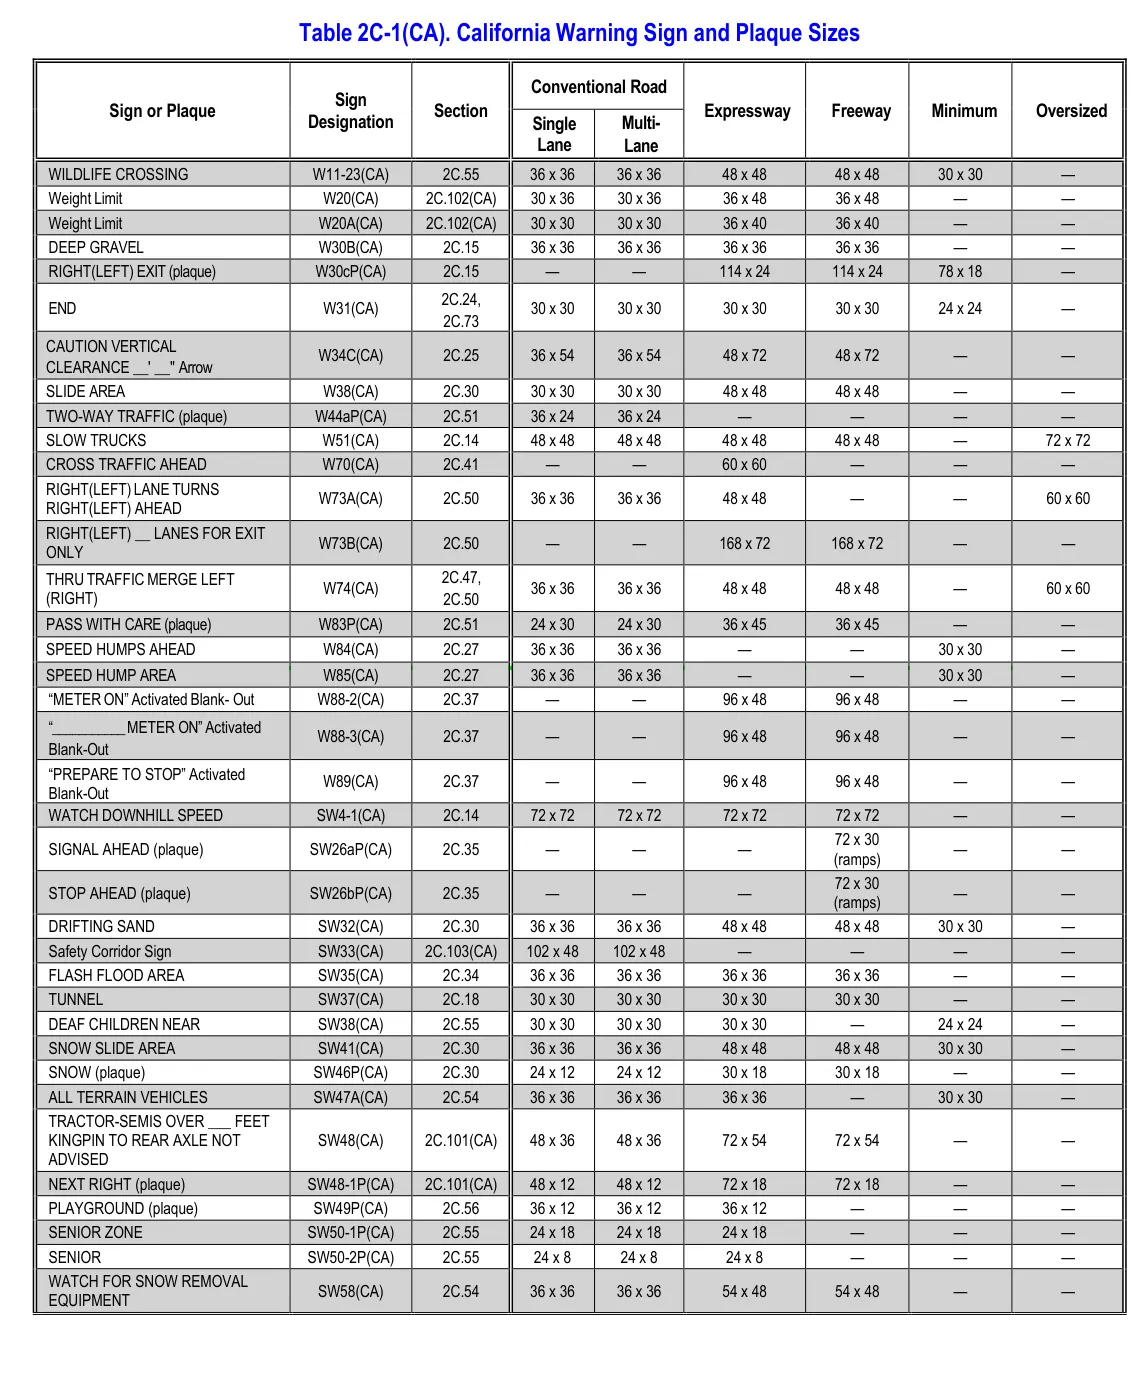 Table 2C-1(CA). California Warning Sign and Plaque Sizes
Sign or Plaque | Sign Designation | Section | Conventional Road | Expressway | Freeway | Minimum | Oversized
Single Lane | Multi- Lane
WILDLIFE CROSSING | W11-23(CA) | 2C.55 | 36 x 36 | 36 x 36 | 48 x 48 | 48 x 48 | 30 x 30 | —
Weight Limit | W20(CA) | 2C.102(CA) | 30 x 36 | 30 x 36 | 36 x 48 | 36 x 48 | — | —
Weight Limit | W20A(CA) | 2C.102(CA) | 30 x 30 | 30 x 30 | 36 x 40 | 36 x 40 | — | —
DEEP GRAVEL | W30B(CA) | 2C.15 | 36 x 36 | 36 x 36 | 36 x 36 | 36 x 36 | — | —
RIGHT(LEFT) EXIT (plaque) | W30cP(CA) | 2C.15 | — | — | 114 x 24 | 114 x 24 | 78 x 18 | —
END | W31(CA) | 2C.24, 2C.73 | 30 x 30 | 30 x 30 | 30 x 30 | 30 x 30 | 24 x 24 | —
CAUTION VERTICAL CLEARANCE __' __" Arrow | W34C(CA) | 2C.25 | 36 x 54 | 36 x 54 | 48 x 72 | 48 x 72 | — | —
SLIDE AREA | W38(CA) | 2C.30 | 30 x 30 | 30 x 30 | 48 x 48 | 48 x 48 | — | —
TWO-WAY TRAFFIC (plaque) | W44aP(CA) | 2C.51 | 36 x 24 | 36 x 24 | — | — | — | —
SLOW TRUCKS | W51(CA) | 2C.14 | 48 x 48 | 48 x 48 | 48 x 48 | 48 x 48 | — | 72 x 72
CROSS TRAFFIC AHEAD | W70(CA) | 2C.41 | — | — | 60 x 60 | — | — | —
RIGHT(LEFT) LANE TURNS RIGHT(LEFT) AHEAD | W73A(CA) | 2C.50 | 36 x 36 | 36 x 36 | 48 x 48 | — | — | 60 x 60
RIGHT(LEFT) __ LANES FOR EXIT ONLY | W73B(CA) | 2C.50 | — | — | 168 x 72 | 168 x 72 | — | —
THRU TRAFFIC MERGE LEFT (RIGHT) | W74(CA) | 2C.47, 2C.50 | 36 x 36 | 36 x 36 | 48 x 48 | 48 x 48 | — | 60 x 60
PASS WITH CARE (plaque) | W83P(CA) | 2C.51 | 24 x 30 | 24 x 30 | 36 x 45 | 36 x 45 | — | —
SPEED HUMPS AHEAD | W84(CA) | 2C.27 | 36 x 36 | 36 x 36 | — | — | 30 x 30 | —
SPEED HUMP AREA | W85(CA) | 2C.27 | 36 x 36 | 36 x 36 | — | — | 30 x 30 | —
“METER ON” Activated Blank- Out | W88-2(CA) | 2C.37 | — | — | 96 x 48 | 96 x 48 | — | —
“__________ METER ON” Activated Blank-Out | W88-3(CA) | 2C.37 | — | — | 96 x 48 | 96 x 48 | — | —
“PREPARE TO STOP” Activated Blank-Out | W89(CA) | 2C.37 | — | — | 96 x 48 | 96 x 48 | — | —
WATCH DOWNHILL SPEED | SW4-1(CA) | 2C.14 | 72 x 72 | 72 x 72 | 72 x 72 | 72 x 72 | — | —
SIGNAL AHEAD (plaque) | SW26aP(CA) | 2C.35 | — | — | — | 72 x 30 (ramps) | — | —
STOP AHEAD (plaque) | SW26bP(CA) | 2C.35 | — | — | — | 72 x 30 (ramps) | — | —
DRIFTING SAND | SW32(CA) | 2C.30 | 36 x 36 | 36 x 36 | 48 x 48 | 48 x 48 | 30 x 30 | —
Safety Corridor Sign | SW33(CA) | 2C.103(CA) | 102 x 48 | 102 x 48 | — | — | — | —
FLASH FLOOD AREA | SW35(CA) | 2C.34 | 36 x 36 | 36 x 36 | 36 x 36 | 36 x 36 | — | —
TUNNEL | SW37(CA) | 2C.18 | 30 x 30 | 30 x 30 | 30 x 30 | 30 x 30 | — | —
DEAF CHILDREN NEAR | SW38(CA) | 2C.55 | 30 x 30 | 30 x 30 | 30 x 30 | — | 24 x 24 | —
SNOW SLIDE AREA | SW41(CA) | 2C.30 | 36 x 36 | 36 x 36 | 48 x 48 | 48 x 48 | 30 x 30 | —
SNOW (plaque) | SW46P(CA) | 2C.30 | 24 x 12 | 24 x 12 | 30 x 18 | 30 x 18 | — | —
ALL TERRAIN VEHICLES | SW47A(CA) | 2C.54 | 36 x 36 | 36 x 36 | 36 x 36 | — | 30 x 30 | —
TRACTOR-SEMIS OVER ___ FEET KINGPIN TO REAR AXLE NOT ADVISED | SW48(CA) | 2C.101(CA) | 48 x 36 | 48 x 36 | 72 x 54 | 72 x 54 | — | —
NEXT RIGHT (plaque) | SW48-1P(CA) | 2C.101(CA) | 48 x 12 | 48 x 12 | 72 x 18 | 72 x 18 | — | —
PLAYGROUND (plaque) | SW49P(CA) | 2C.56 | 36 x 12 | 36 x 12 | 36 x 12 | — | — | —
SENIOR ZONE | SW50-1P(CA) | 2C.55 | 24 x 18 | 24 x 18 | 24 x 18 | — | — | —
SENIOR | SW50-2P(CA) | 2C.55 | 24 x 8 | 24 x 8 | 24 x 8 | — | — | —
WATCH FOR SNOW REMOVAL EQUIPMENT | SW58(CA) | 2C.54 | 36 x 36 | 36 x 36 | 54 x 48 | 54 x 48 | — | —